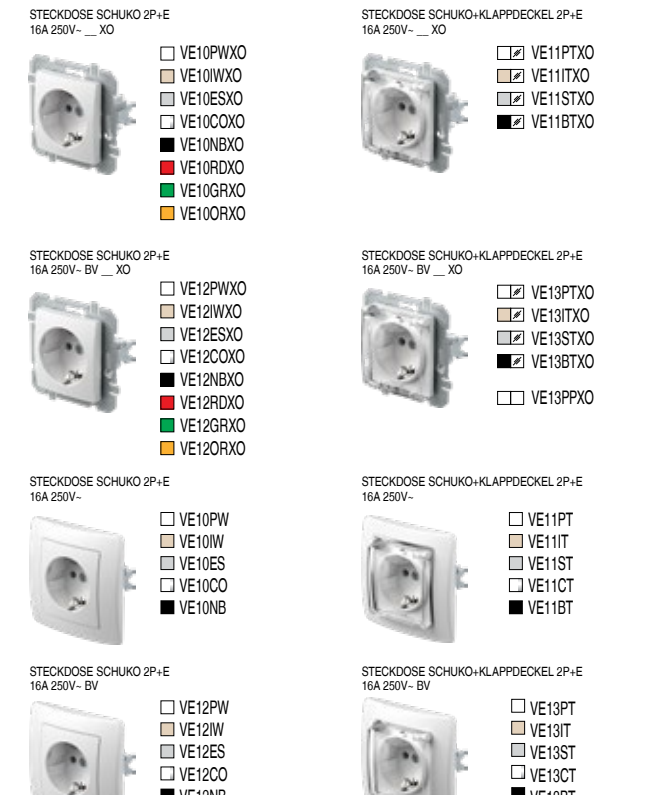 STECKDOSE SCHUKO 2P+E
16A 250V~ __ XO
VE10PWXO
VE10IWXO
VE10ESXO
VE10COXO
VE10NBXO
VE10RDXO
VE10GRXO
VE10ORXO
STECKDOSE SCHUKO+KLAPPDECKEL 2P+E
16A 250V~ __ XO
VE11PTXO
VE11ITXO
VE11STXO
VE11BTXO
STECKDOSE SCHUKO 2P+E
16A 250V~ BV __ XO
VE12PWXO
VE12IWXO
VE12ESXO
VE12COXO
VE12NBXO
VE12RDXO
VE12GRXO
VE12ORXO
STECKDOSE SCHUKO+KLAPPDECKEL 2P+E
16A 250V~ BV __ XO
VE13PTXO
VE13ITXO
VE13STXO
VE13BTXO
VE13PPXO
STECKDOSE SCHUKO 2P+E
16A 250V~
VE10PW
VE10IW
VE10ES
VE10CO
VE10NB
STECKDOSE SCHUKO+KLAPPDECKEL 2P+E
16A 250V~
VE11PT
VE11IT
VE11ST
VE11CT
VE11BT
STECKDOSE SCHUKO 2P+E
16A 250V~ BV
VE12PW
VE12IW
VE12ES
VE12CO
VE12NB
STECKDOSE SCHUKO+KLAPPDECKEL 2P+E
16A 250V~ BV
VE13PT
VE13IT
VE13ST
VE13CT
VE13BT